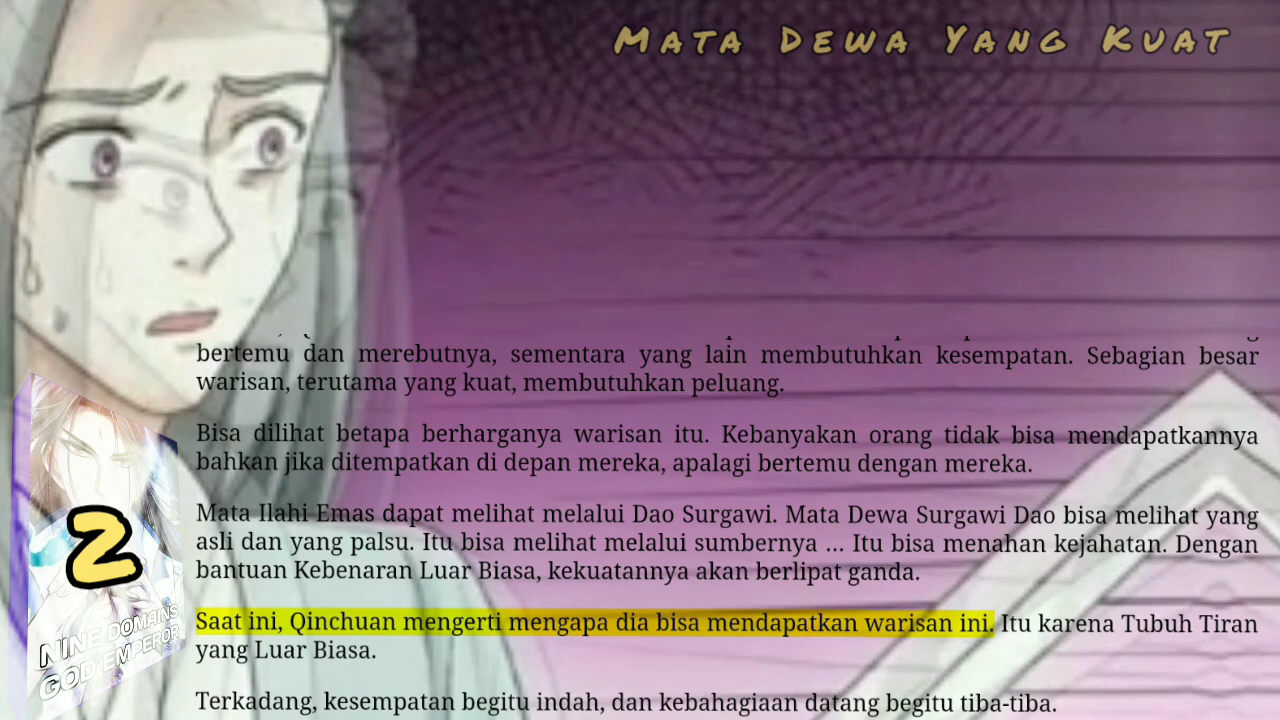 Mata Dewa Yang Kuat
bertemu dan merebutnya, sementara yang lain membutuhkan kesempatan. Sebagian besar
warisan, terutama yang kuat, membutuhkan peluang.
Bisa dilihat betapa berharganya warisan itu. Kebanyakan orang tidak bisa mendapatkannya
bahkan jika ditempatkan di depan mereka, apalagi bertemu dengan mereka.
Mata Ilahi Emas dapat melihat melalui Dao Surgawi. Mata Dewa Surgawi Dao bisa melihat yang
asli dan yang palsu. Itu bisa melihat melalui sumbernya ... Itu bisa menahan kejahatan. Dengan
bantuan Kebenaran Luar Biasa, kekuatannya akan berlipat ganda.
Saat ini, Qinchuan mengerti mengapa dia bisa mendapatkan warisan ini. Itu karena Tubuh Tiran
yang Luar Biasa.
Terkadang, kesempatan begitu indah, dan kebahagiaan datang begitu tiba-tiba.
2
NINE DOMAINS
GOD EMPEROR